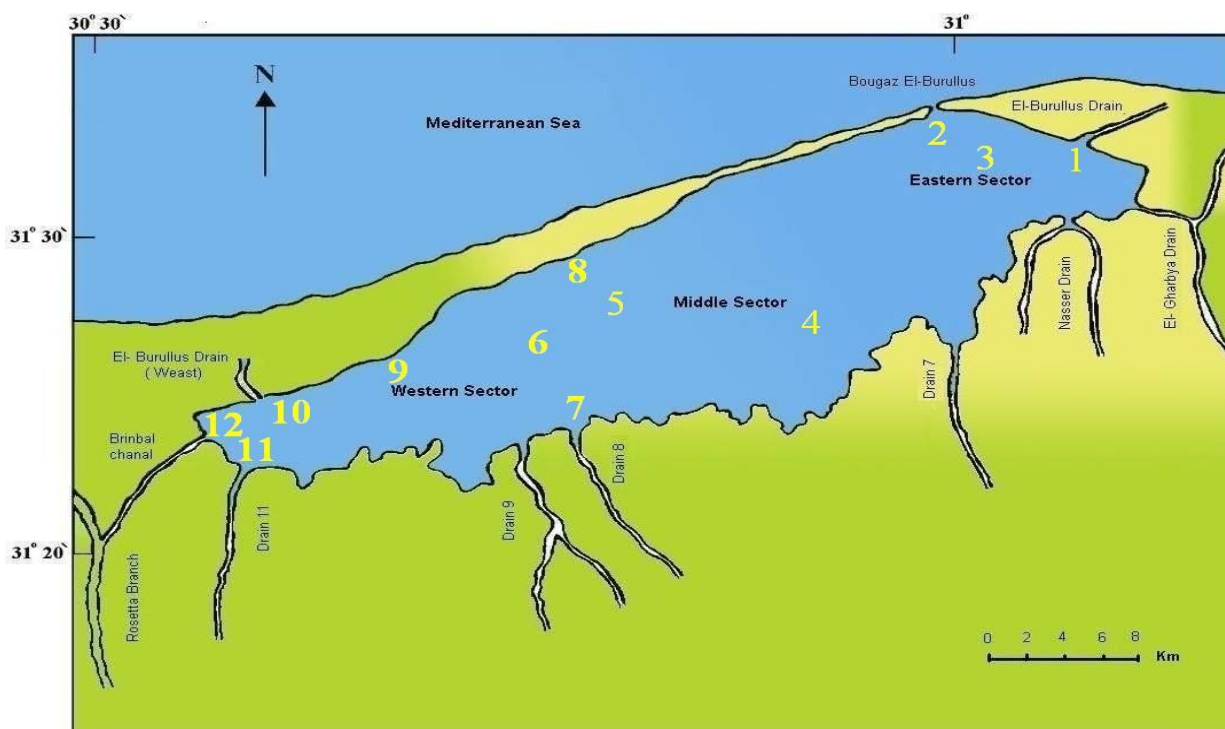 30° 30`
31°
N
Bougaz El-Burullus
El-Burullus Drain
Mediterranean Sea
2
3
1
Eastern Sector
31° 30`
8
5
Middle Sector
4
Nasser Drain
El- Gharbya Drain
6
El- Burullus Drain
( Weast)
9
Western Sector
Drain 7
10
7
12
11
Brinbal
chanal
Drain 8
Drain 9
Drain 11
31° 20`
Rosetta Branch
0 2 4 6 8
Km